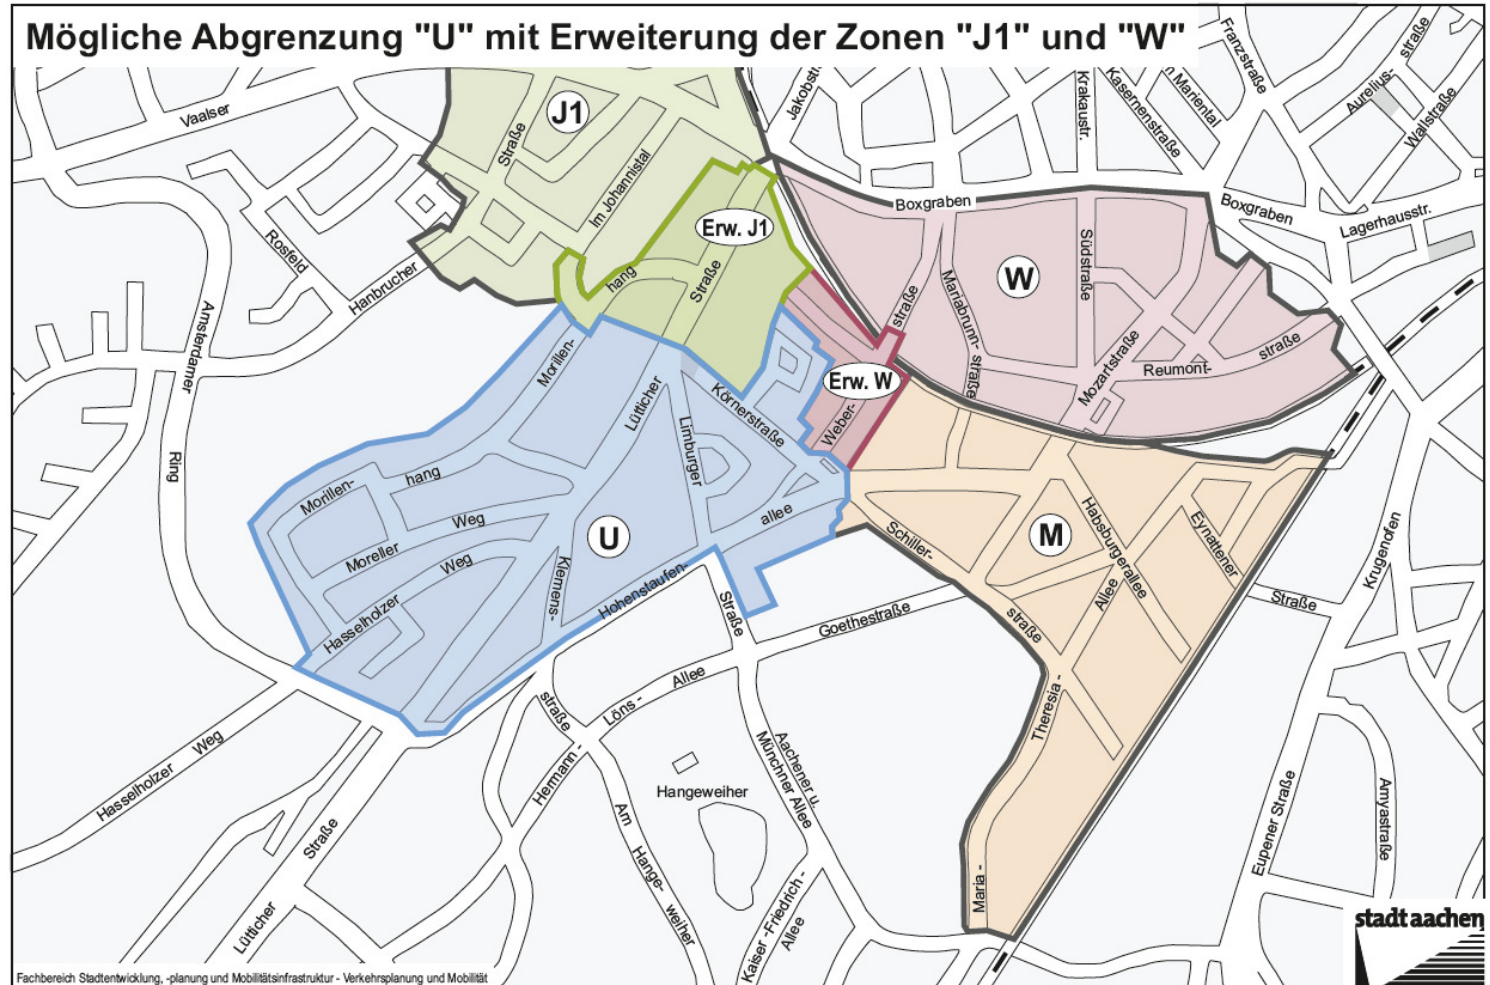 Mögliche Abgrenzung "U" mit Erweiterung der Zonen "J1" und "W"
Franzstraße
straße
Aurelius-
Wallstraße
Mariental
Kasernenstraße
Krakaustr.
Jakobstr.
Vaalser
J1
Straße
Im Johannistal
Erw. J1
Boxgraben
Boxgraben
Lagerhausstr.
Rosfeld
Hanbrucher
hang
Straße
W
Südstraße
straße
Mariabrunn-
straße
Mozartstraße
Reumont-
straße
Amsterdamer
Ring
Morillen-
Lütticher
Körnerstraße
Erw. W
Weber-
Limburger
Morillen-
hang
Weg
Moreller
Weg
allee
U
Klemens-
Hohenstaufen-
Hasselholzer
Straße
Schiller-
straße
M
Habsburgerallee
Allee
Eynattener
Straße
Krugenofen
Goethestraße
Theresia -
Maria -
Hasselholzer
Weg
straße
Hermann -
Löns -
Allee
Hangeweiher
Aachener u.
Münchner Allee
Am
Hange-
weiher
Kaiser -Friedrich -
Allee
Eupener Straße
Amyastraße
Lütticher
Straße
stadt aachen
Fachbereich Stadtentwicklung, -planung und Mobilitätsinfrastruktur - Verkehrsplanung und Mobilität